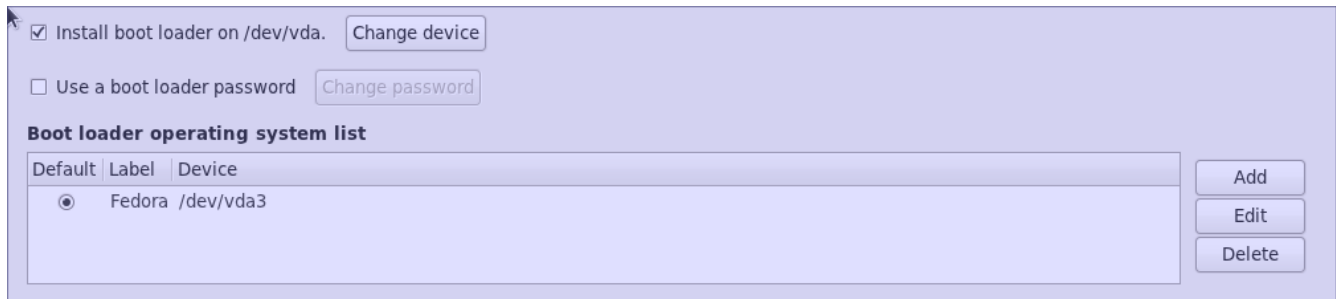 Install boot loader on /dev/vda. Change device
Use a boot loader password Change password
Boot loader operating system list
Default Label Device
Fedora /dev/vda3
Add
Edit
Delete